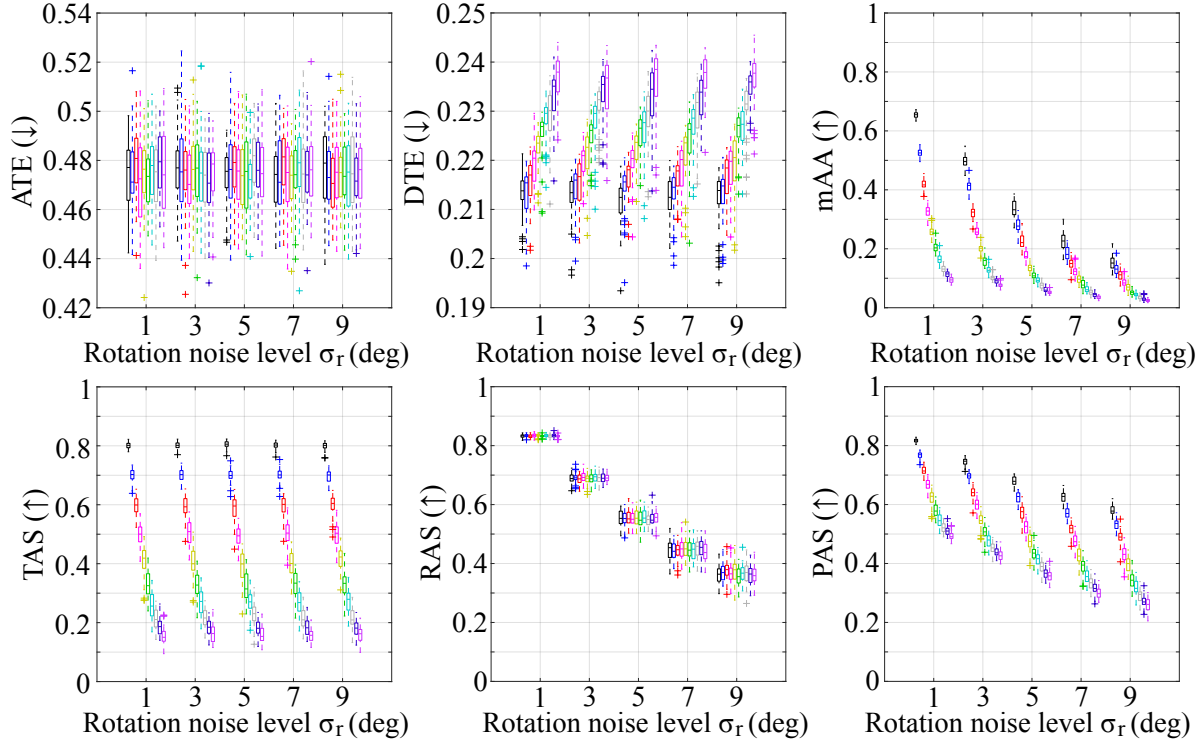 ATE (↓)
0.54
0.52
0.5
0.48
0.46
0.44
0.42
1 3 5 7 9
Rotation noise level σr (deg)
DTE (↓)
0.25
0.24
0.23
0.22
0.21
0.2
0.19
1 3 5 7 9
Rotation noise level σr (deg)
mAA (↑)
1
0.8
0.6
0.4
0.2
0
1 3 5 7 9
Rotation noise level σr (deg)
TAS (↑)
1
0.8
0.6
0.4
0.2
0
1 3 5 7 9
Rotation noise level σr (deg)
RAS (↑)
1
0.8
0.6
0.4
0.2
0
1 3 5 7 9
Rotation noise level σr (deg)
PAS (↑)
1
0.8
0.6
0.4
0.2
0
1 3 5 7 9
Rotation noise level σr (deg)